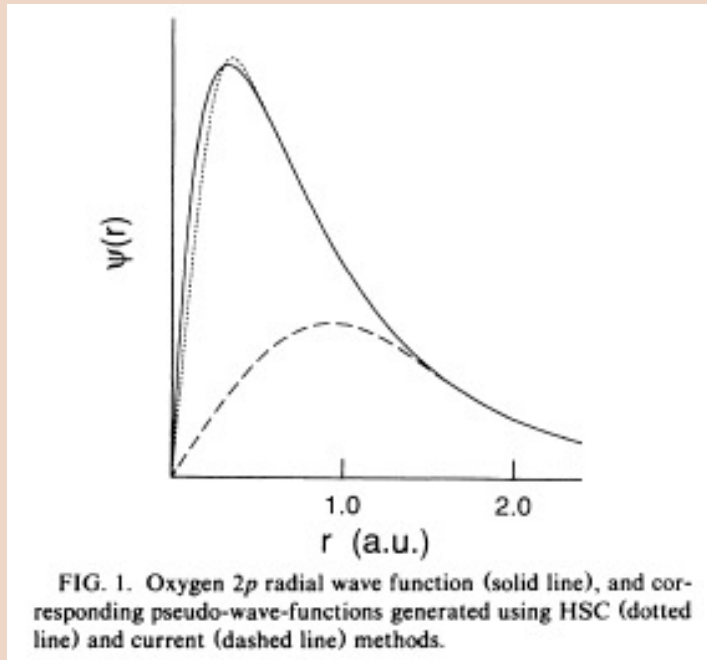 ψ(r)
1.0
2.0
r (a.u.)
FIG. 1. Oxygen 2p radial wave function (solid line), and cor-
responding pseudo-wave-functions generated using HSC (dotted
line) and current (dashed line) methods.